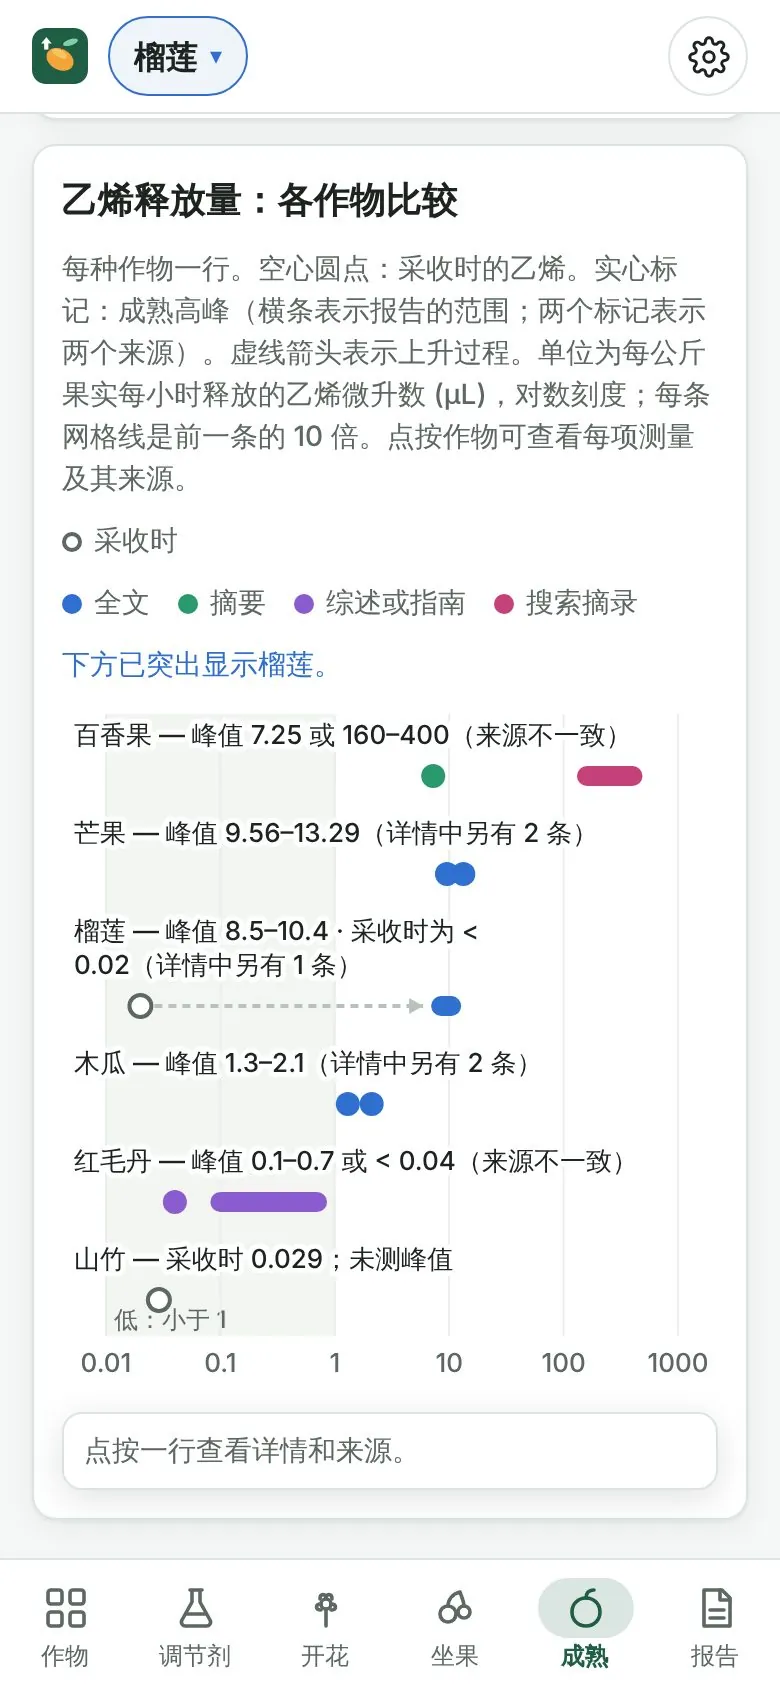 榴莲 ▾
乙烯释放量：各作物比较
每种作物一行。空心圆点：采收时的乙烯。实心标
记：成熟高峰（横条表示报告的范围；两个标记表示
两个来源）。虚线箭头表示上升过程。单位为每公斤
果实每小时释放的乙烯微升数 (μL)，对数刻度；每条
网格线是前一条的 10 倍。点按作物可查看每项测量
及其来源。
采收时
全文 摘要 综述或指南 搜索摘录
下方已突出显示榴莲。
百香果 — 峰值 7.25 或 160–400（来源不一致）
芒果 — 峰值 9.56–13.29（详情中另有 2 条）
榴莲 — 峰值 8.5–10.4 · 采收时为 <
0.02（详情中另有 1 条）
木瓜 — 峰值 1.3–2.1（详情中另有 2 条）
红毛丹 — 峰值 0.1–0.7 或 < 0.04（来源不一致）
山竹 — 采收时 0.029；未测峰值
低：小于 1
0.01 0.1 1 10 100 1000
点按一行查看详情和来源。
作物 调节剂 开花 坐果 成熟 报告